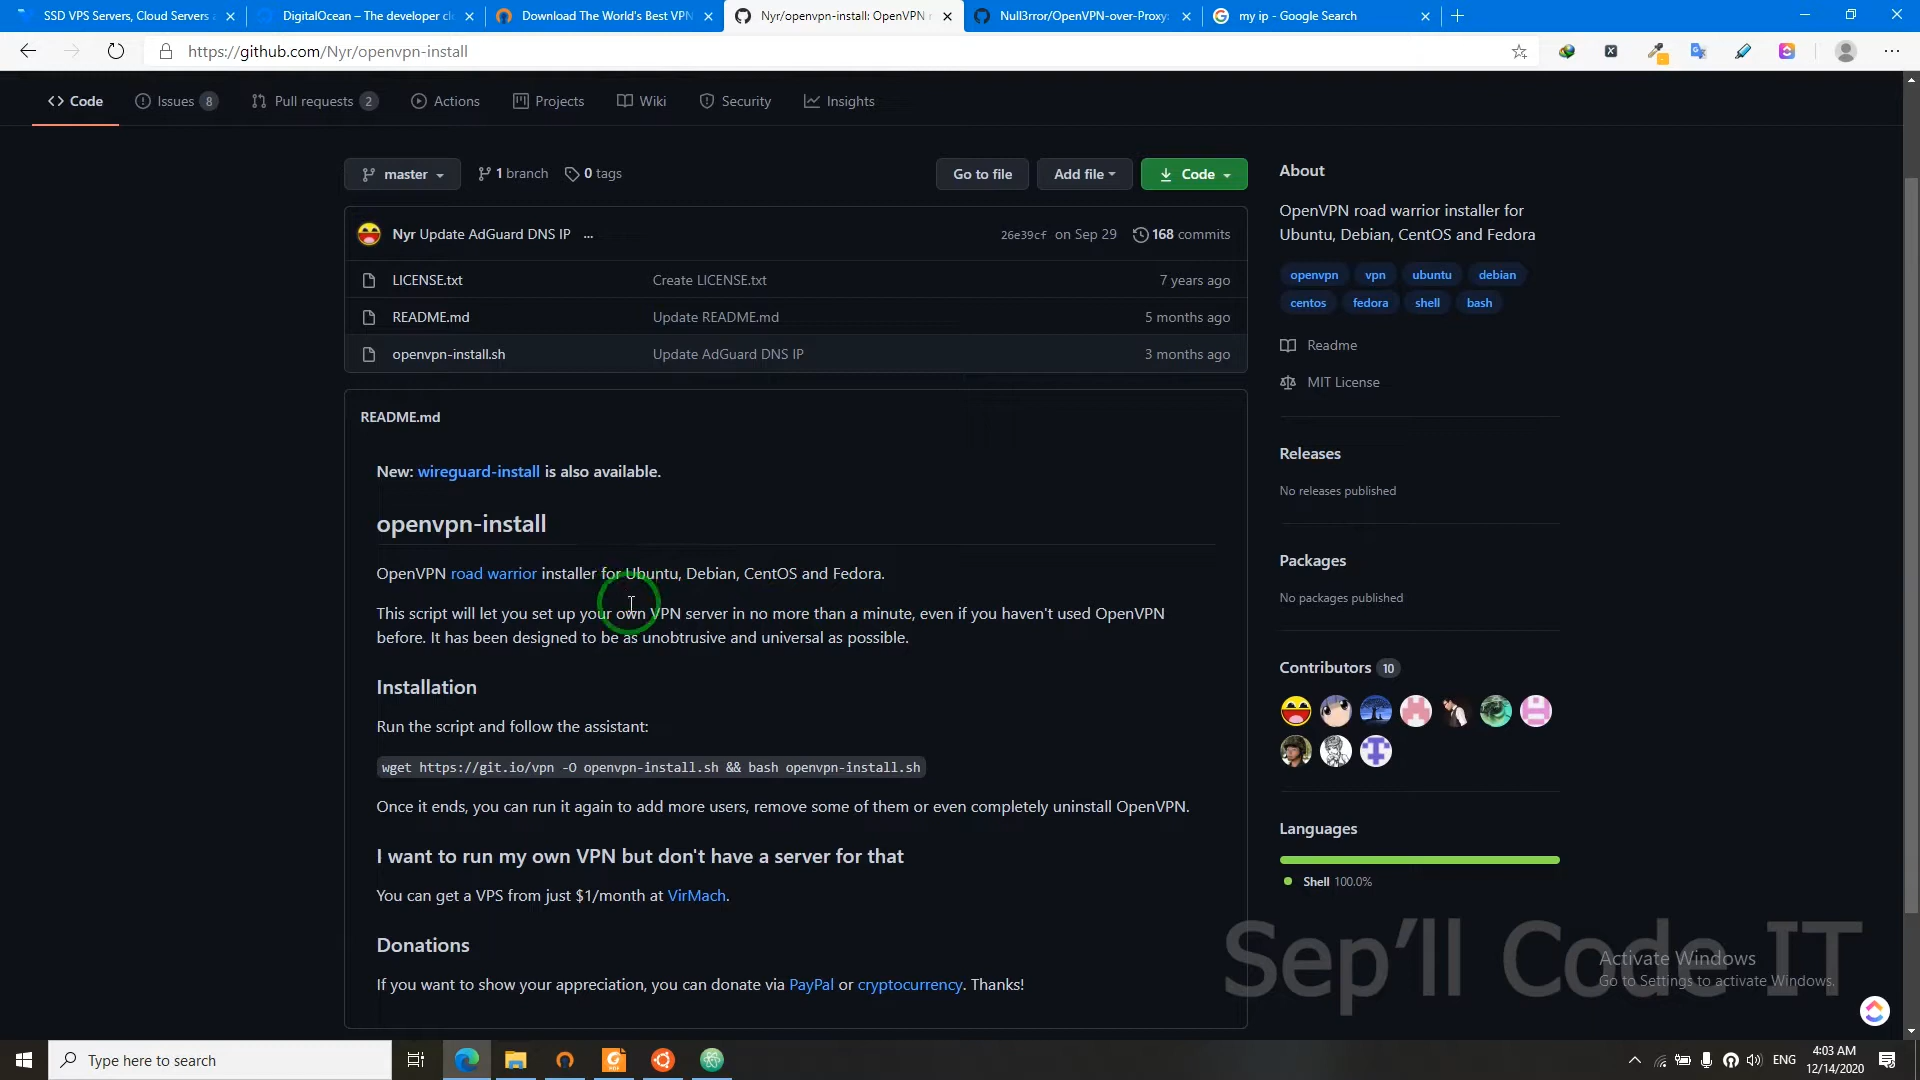 SSD VPS Servers, Cloud Servers a
DigitalOcean – The developer cl
Download The World's Best VPN
Nyr/openvpn-install: OpenVPN r
Null3rror/OpenVPN-over-Proxy:
my ip - Google Search
https://github.com/Nyr/openvpn-install
Code
Issues 8
Pull requests 2
Actions
Projects
Wiki
Security
Insights
master
1 branch
0 tags
Go to file
Add file
Code
Nyr Update AdGuard DNS IP ...
26e39cf on Sep 29
168 commits
LICENSE.txt Create LICENSE.txt 7 years ago
README.md Update README.md 5 months ago
openvpn-install.sh Update AdGuard DNS IP 3 months ago
README.md
New: wireguard-install is also available.
openvpn-install
OpenVPN road warrior installer for Ubuntu, Debian, CentOS and Fedora.
This script will let you set up your own VPN server in no more than a minute, even if you haven't used OpenVPN
before. It has been designed to be as unobtrusive and universal as possible.
Installation
Run the script and follow the assistant:
wget https://git.io/vpn -O openvpn-install.sh && bash openvpn-install.sh
Once it ends, you can run it again to add more users, remove some of them or even completely uninstall OpenVPN.
I want to run my own VPN but don't have a server for that
You can get a VPS from just $1/month at VirMach.
Donations
If you want to show your appreciation, you can donate via PayPal or cryptocurrency. Thanks!
About
OpenVPN road warrior installer for
Ubuntu, Debian, CentOS and Fedora
openvpn vpn ubuntu debian
centos fedora shell bash
Readme
MIT License
Releases
No releases published
Packages
No packages published
Contributors 10
Languages
Shell 100.0%
Sep'll Code IT
Activate Windows
Go to Settings to activate Windows.
Type here to search
ENG
4:03 AM
12/14/2020